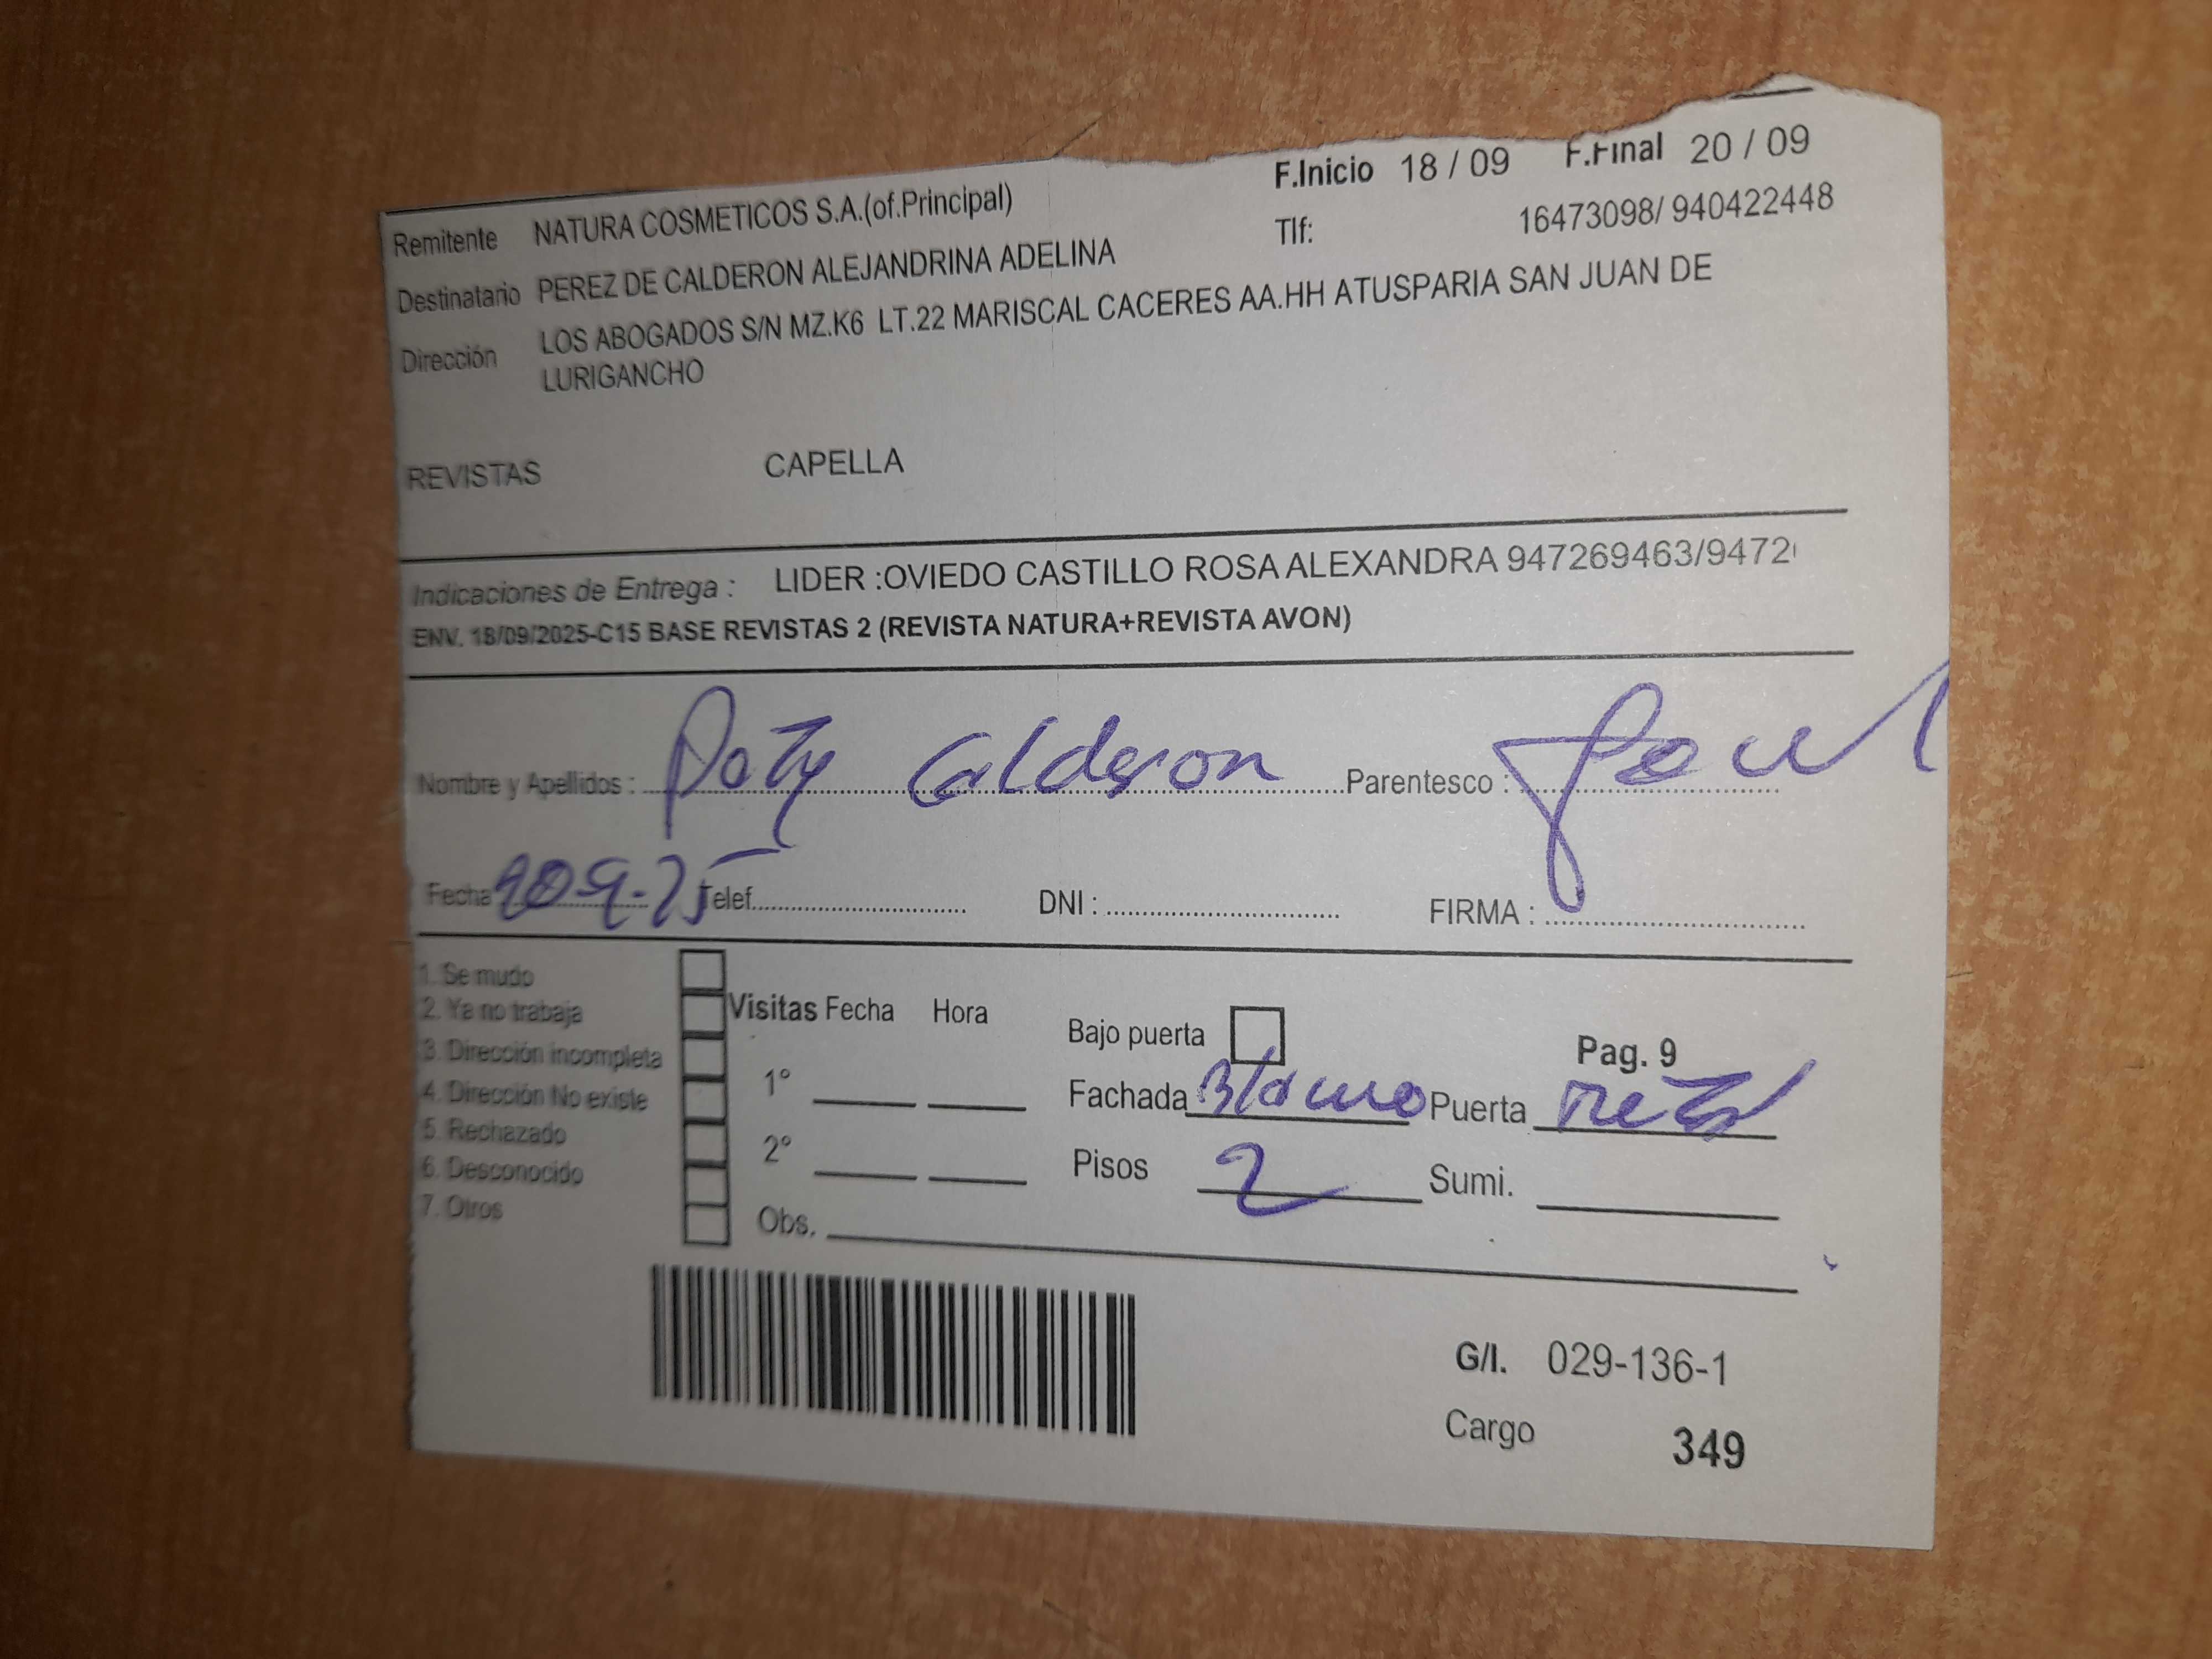 F.Inicio 18 / 09 F.Final 20 / 09
Remitente NATURA COSMETICOS S.A.(of.Principal)
Tlf: 16473098/ 940422448
Destinatario PEREZ DE CALDERON ALEJANDRINA ADELINA
Dirección LOS ABOGADOS S/N MZ.K6 LT.22 MARISCAL CACERES AA.HH ATUSPARIA SAN JUAN DE
LURIGANCHO
REVISTAS CAPELLA
Indicaciones de Entrega : LIDER :OVIEDO CASTILLO ROSA ALEXANDRA 947269463/9472
ENV. 18/09/2025-C15 BASE REVISTAS 2 (REVISTA NATURA+REVISTA AVON)
Nombre y Apellidos : Paty Calderon Parentesco :
Fecha Telef. DNI : FIRMA :
1. Se mudo
2. Ya no trabaja
3. Dirección incompleta
4. Dirección No existe
5. Rechazado
6. Desconocido
7. Otros
Visitas Fecha Hora
1°
2°
Obs.
Bajo puerta
Pag. 9
Fachada Blanco Puerta Metal
Pisos 2 Sumi.
G/I. 029-136-1
Cargo 349